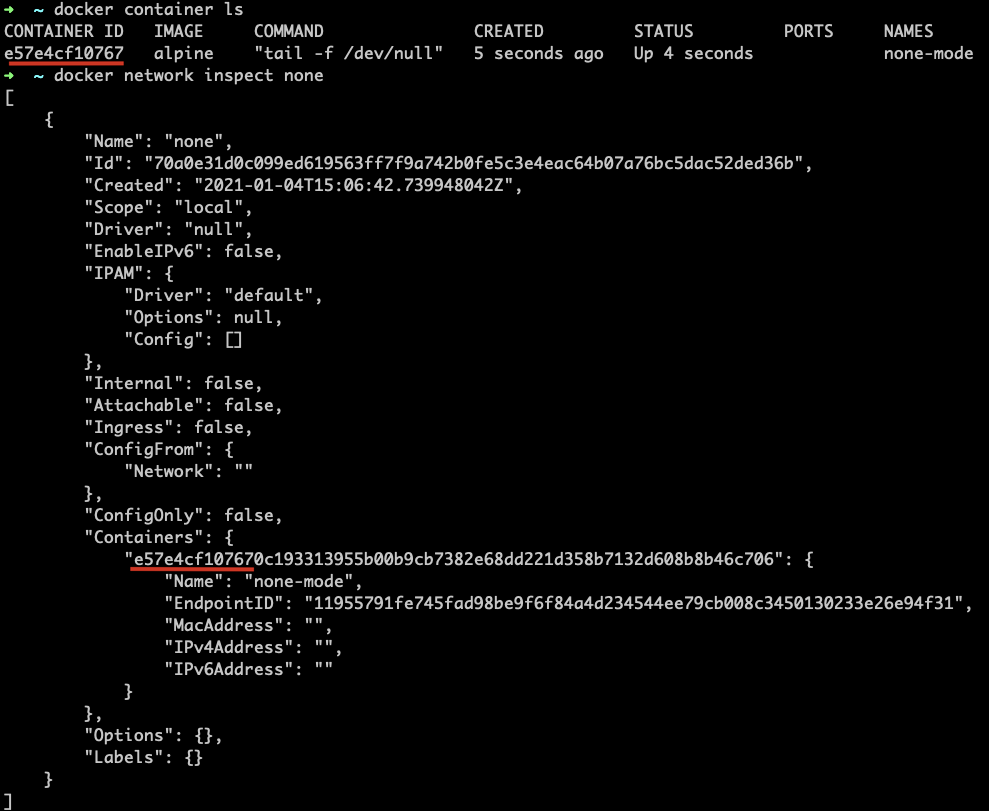 ➜  ~ docker container ls
CONTAINER ID   IMAGE     COMMAND               CREATED         STATUS         PORTS     NAMES
e57e4cf10767   alpine    "tail -f /dev/null"   5 seconds ago   Up 4 seconds             none-mode
➜  ~ docker network inspect none
[
    {
        "Name": "none",
        "Id": "70a0e31d0c099ed619563ff7f9a742b0fe5c3e4eac64b07a76bc5dac52ded36b",
        "Created": "2021-01-04T15:06:42.739948042Z",
        "Scope": "local",
        "Driver": "null",
        "EnableIPv6": false,
        "IPAM": {
            "Driver": "default",
            "Options": null,
            "Config": []
        },
        "Internal": false,
        "Attachable": false,
        "Ingress": false,
        "ConfigFrom": {
            "Network": ""
        },
        "ConfigOnly": false,
        "Containers": {
            "e57e4cf107670c193313955b00b9cb7382e68dd221d358b7132d608b8b46c706": {
                "Name": "none-mode",
                "EndpointID": "11955791fe745fad98be9f6f84a4d234544ee79cb008c3450130233e26e94f31",
                "MacAddress": "",
                "IPv4Address": "",
                "IPv6Address": ""
            }
        },
        "Options": {},
        "Labels": {}
    }
]